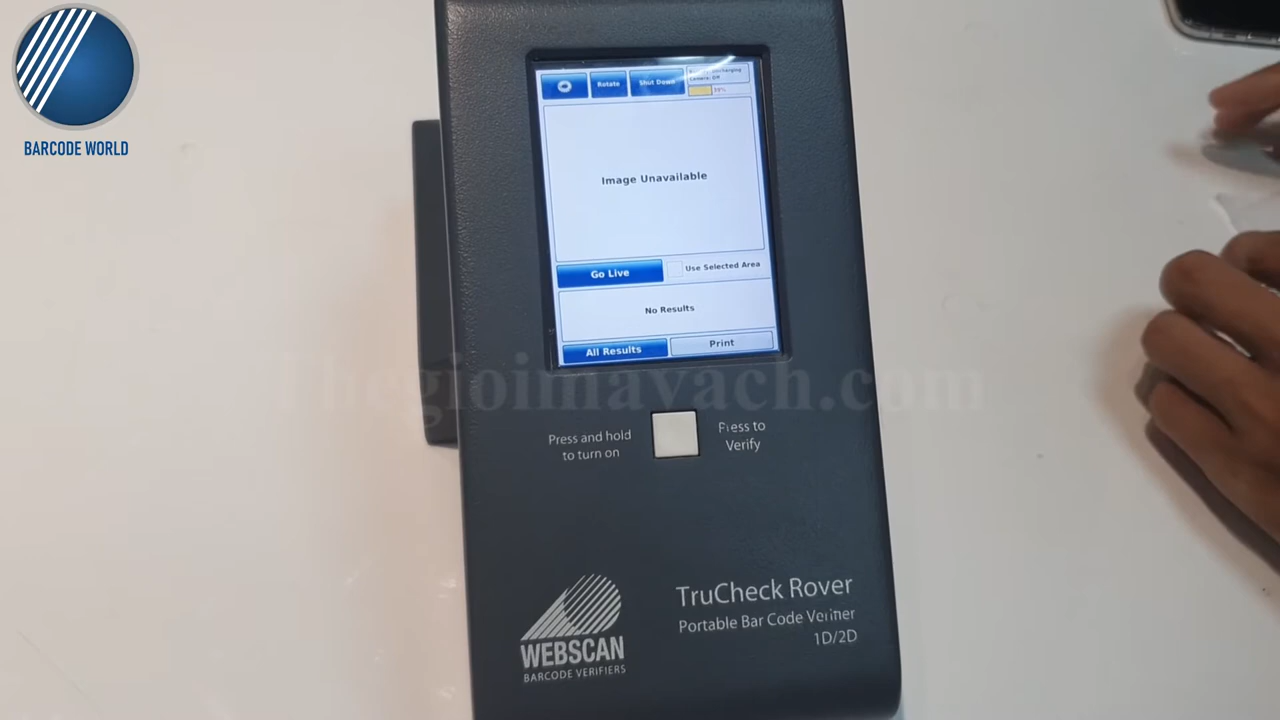 BARCODE WORLD
Rotate
Shut Down
Camera: Off
Image Unavailable
Go Live
Use Selected Area
No Results
All Results
Print
thegioimavach.com
Press and hold
to turn on
Press to
Verify
TruCheck Rover
Portable Bar Code Verifier
1D/2D
WEBSCAN
BARCODE VERIFIERS